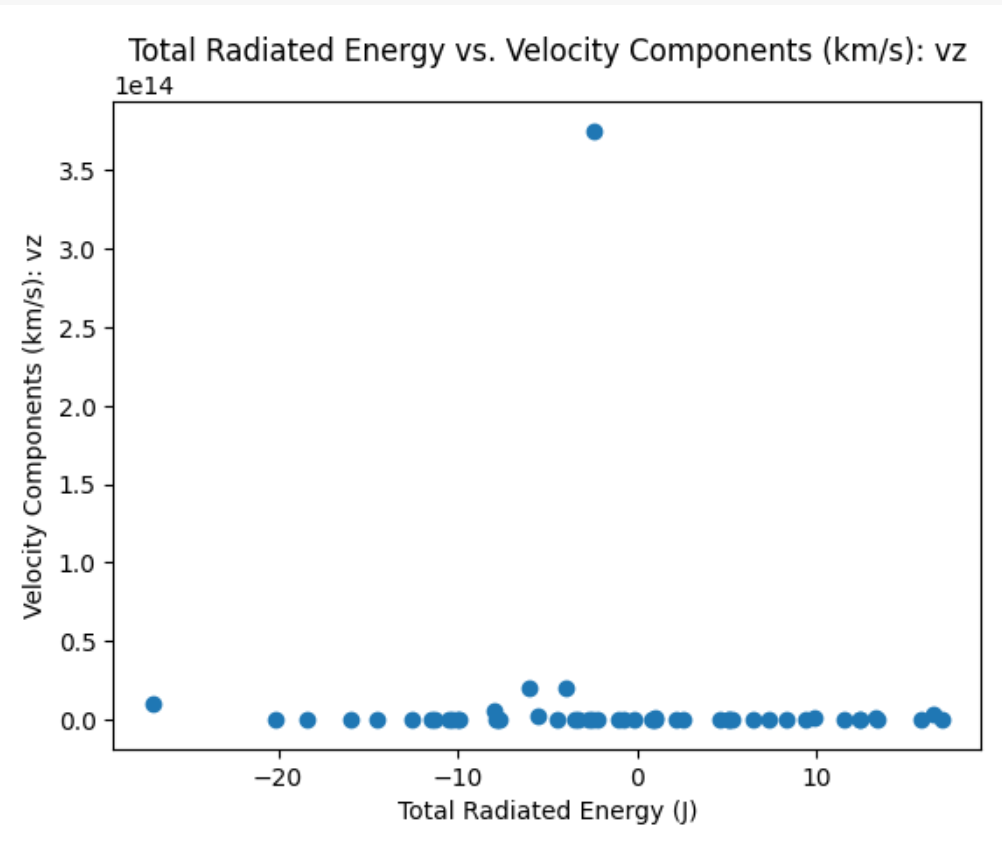 Total Radiated Energy vs. Velocity Components (km/s): vz
1e14
3.5
3.0
2.5
2.0
1.5
1.0
0.5
0.0
Velocity Components (km/s): vz
−20 −10 0 10
Total Radiated Energy (J)